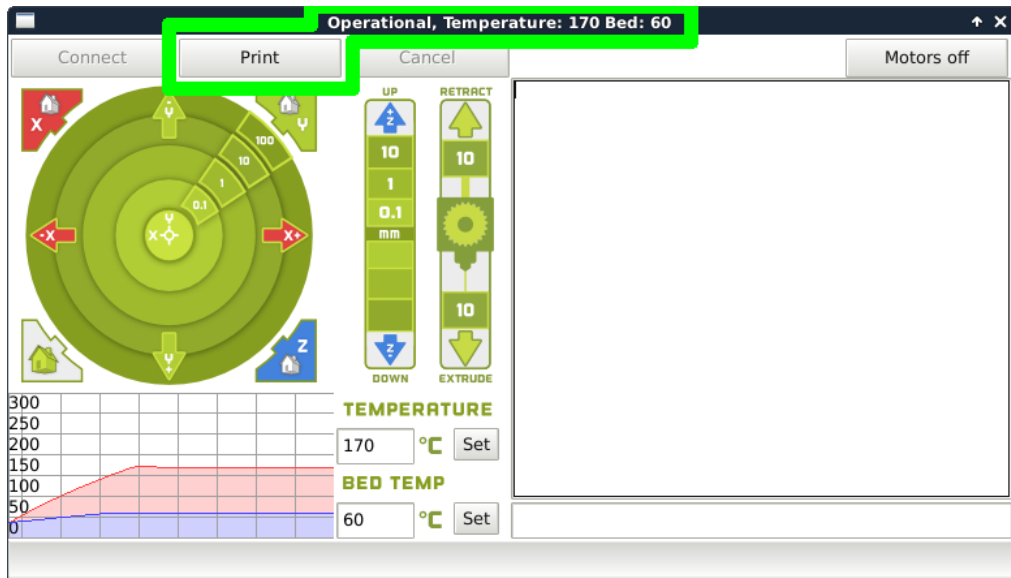 Operational, Temperature: 170 Bed: 60
Connect
Print
Cancel
Motors off
X
-Y
Y
100
10
1
0.1
-X
Y
X
X+
Z
Y+
UP
+Z
10
1
0.1
mm
Z-
DOWN
RETRACT
10
10
EXTRUDE
300
250
200
150
100
50
0
TEMPERATURE
170 °C Set
BED TEMP
60 °C Set